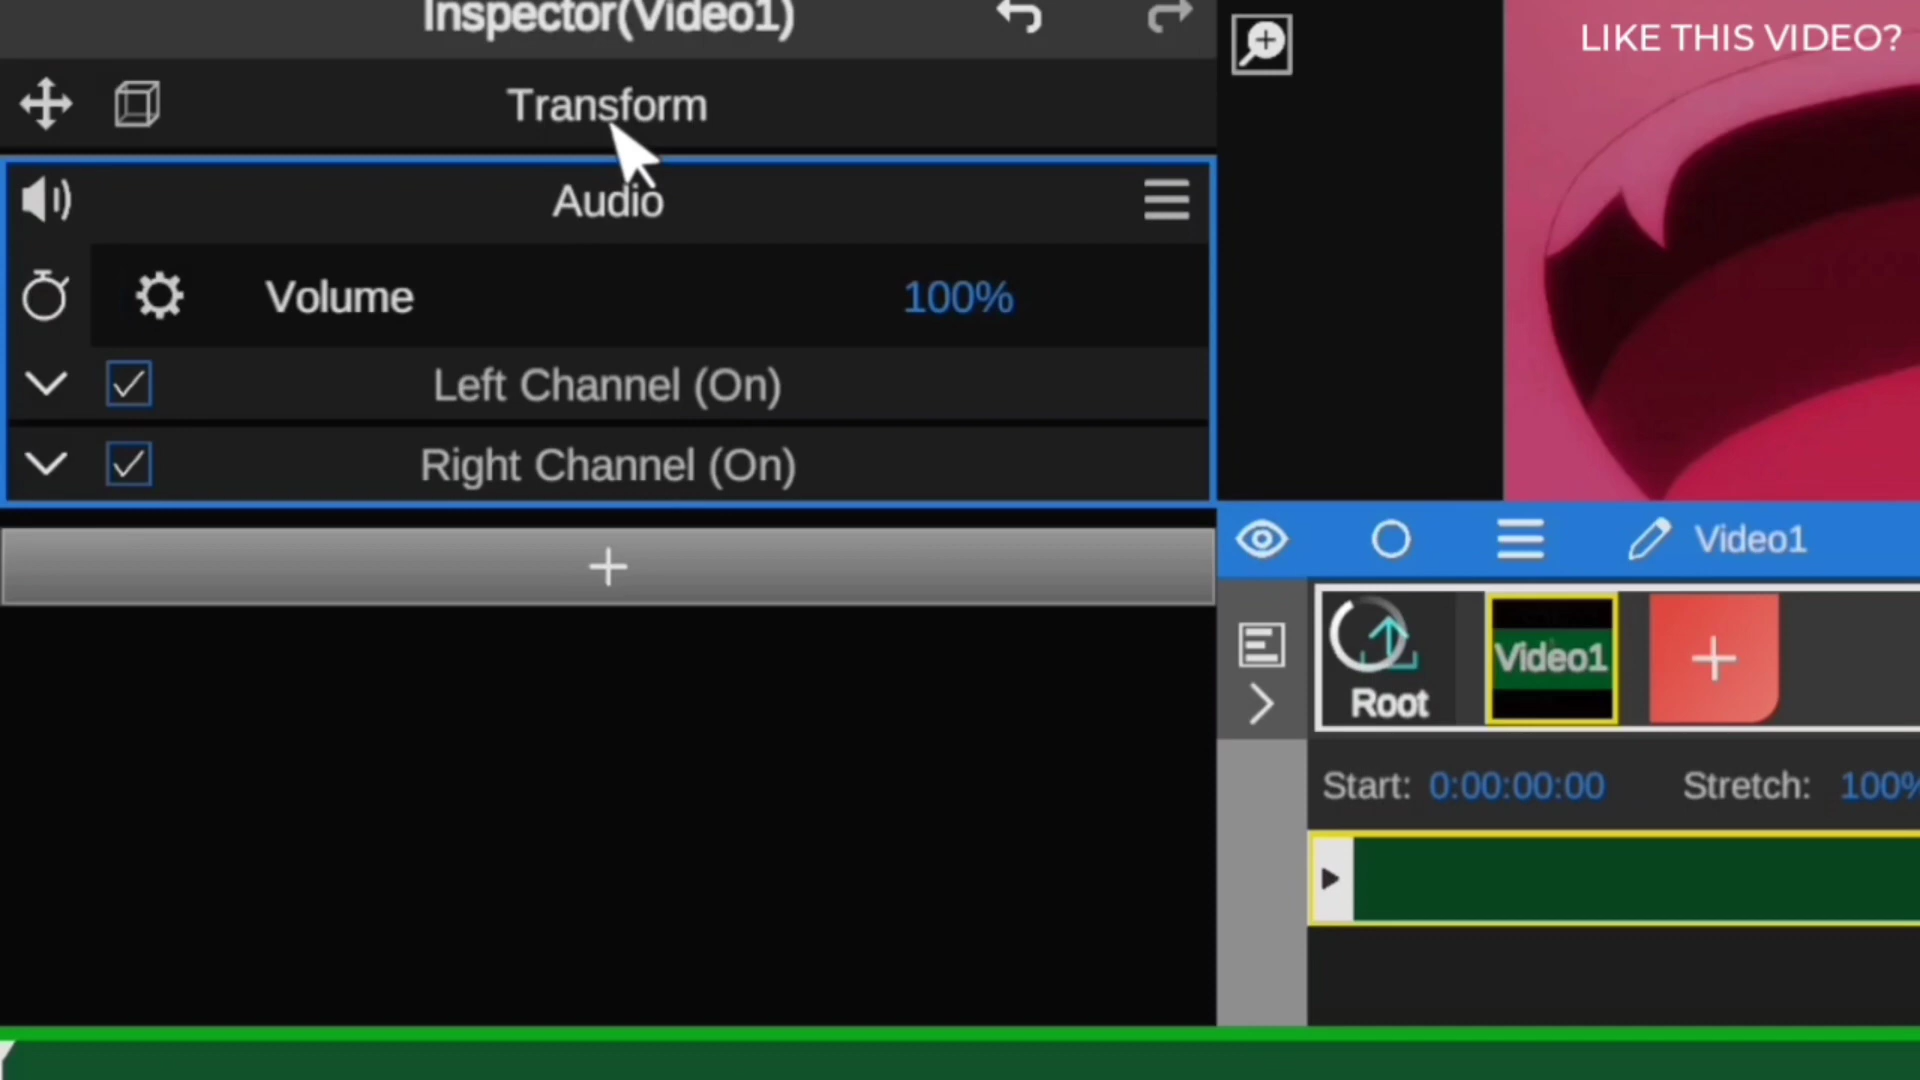 Inspector(Video1)
LIKE THIS VIDEO?
Transform
Audio
Volume 100%
Left Channel (On)
Right Channel (On)
Video1
Video1
Root
Start: 0:00:00:00 Stretch: 100%